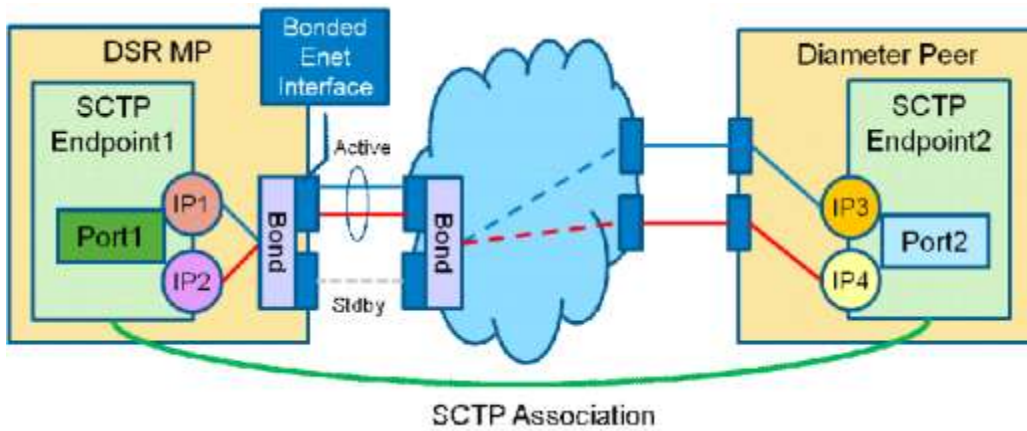 DSR MP
Bonded
Enet
Interface
Diameter Peer
SCTP
Endpoint1
Active
SCTP
Endpoint2
IP1
Port1
IP2
Bond
Bond
Stdby
IP3
Port2
IP4
SCTP Association